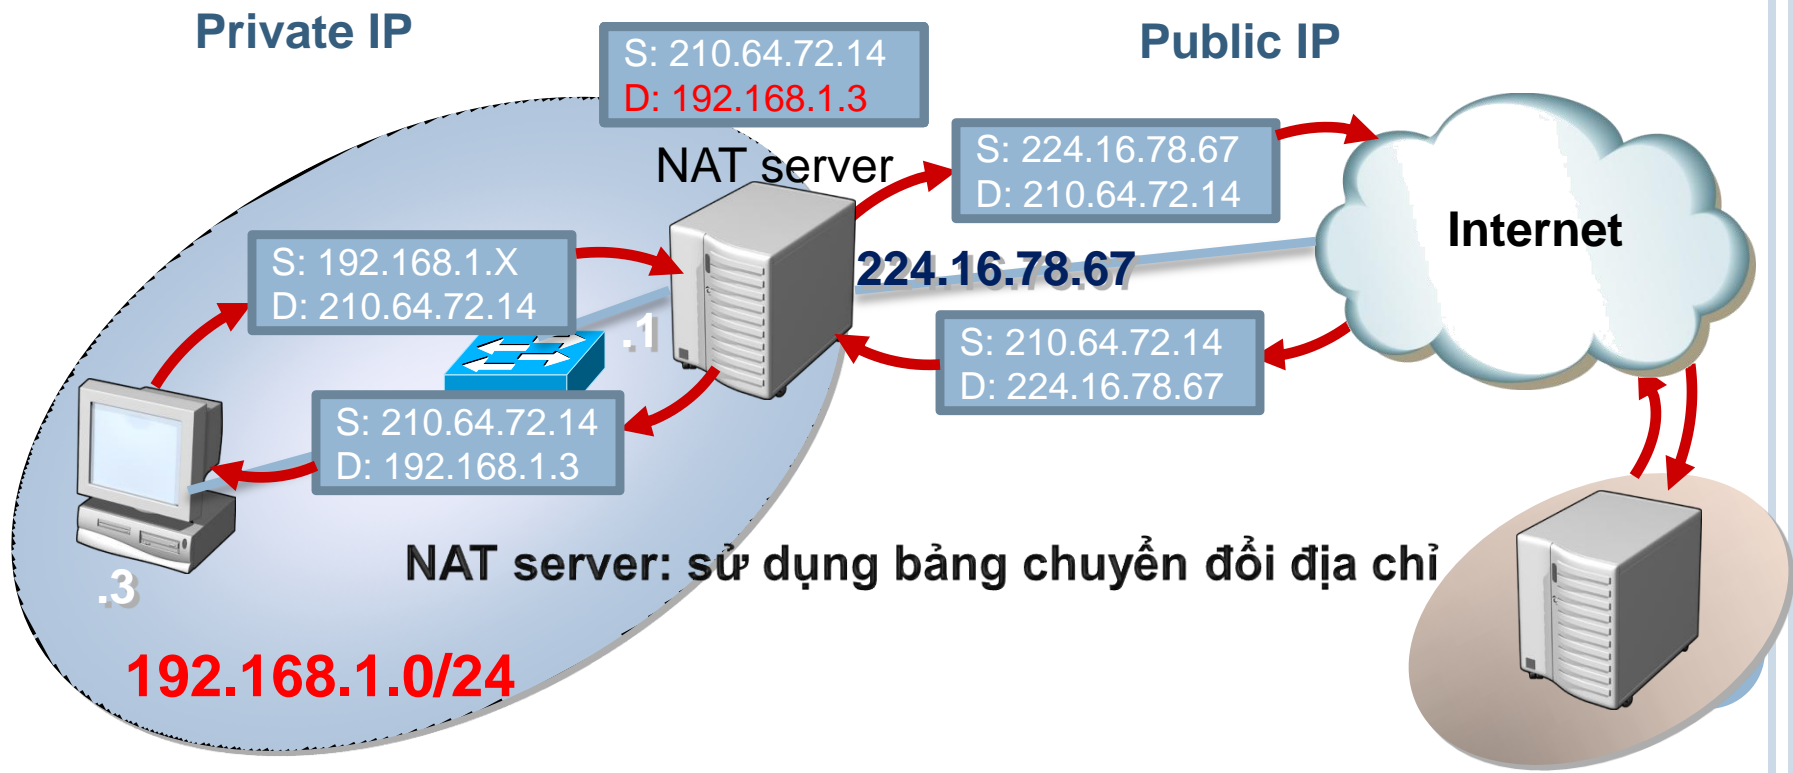 Private IP
Public IP
S: 210.64.72.14
D: 192.168.1.3
NAT server
S: 224.16.78.67
D: 210.64.72.14
Internet
S: 192.168.1.X
D: 210.64.72.14
224.16.78.67
.1
S: 210.64.72.14
D: 224.16.78.67
S: 210.64.72.14
D: 192.168.1.3
NAT server: sử dụng bảng chuyển đổi địa chỉ
.3
192.168.1.0/24